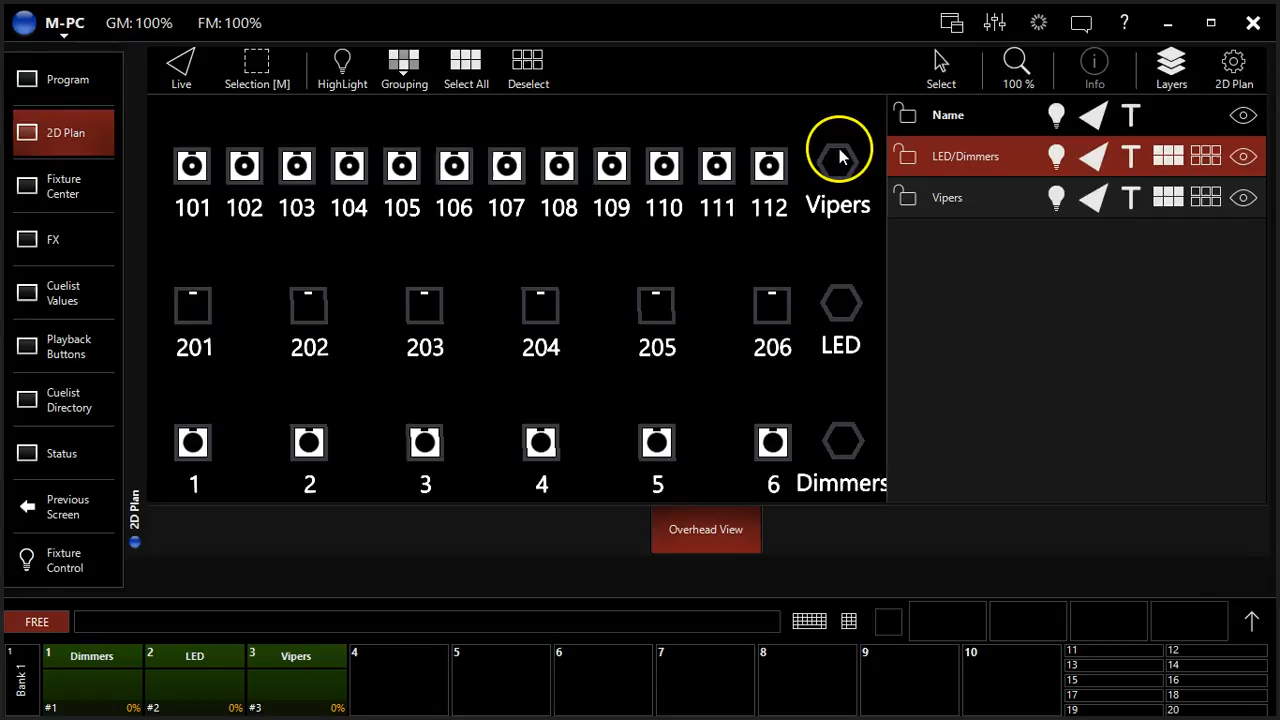 M-PC GM: 100% FM: 100% ?
Program
2D Plan
Fixture
Center
FX
Cuelist
Values
Playback
Buttons
Cuelist
Directory
Status
Previous
Screen
Fixture
Control
Live Selection [M] HighLight Grouping Select All Deselect Select 100 % Info Layers 2D Plan
Name T
LED/Dimmers T
Vipers T
101 102 103 104 105 106 107 108 109 110 111 112 Vipers
201 202 203 204 205 206 LED
1 2 3 4 5 6 Dimmers
2D Plan
Overhead View
FREE
1 Bank 1
1 Dimmers #1 0%
2 LED #2 0%
3 Vipers #3 0%
4 5 6 7 8 9 10
11 12
13 14
15 16
17 18
19 20